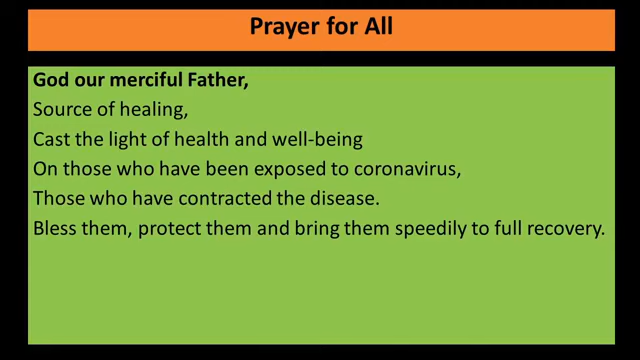 Prayer for All
God our merciful Father,
Source of healing,
Cast the light of health and well-being
On those who have been exposed to coronavirus,
Those who have contracted the disease.
Bless them, protect them and bring them speedily to full recovery.